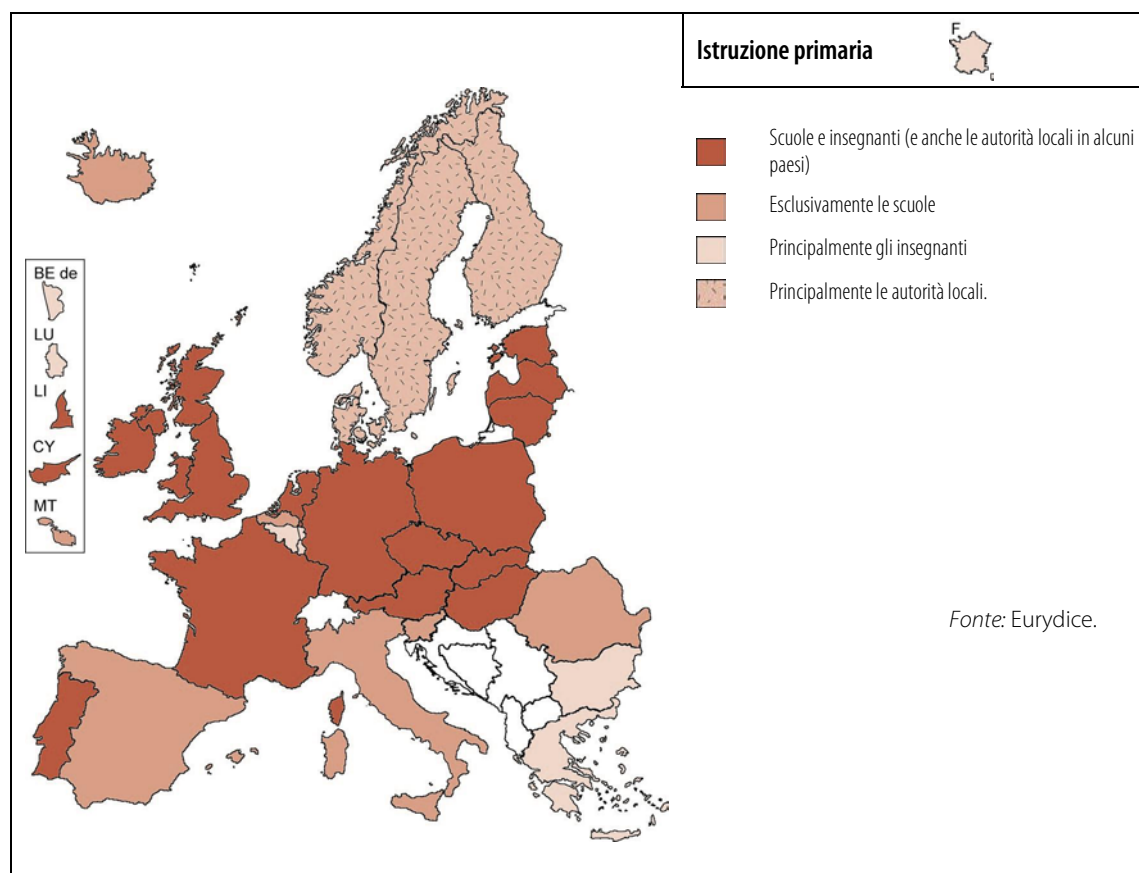 Istruzione primaria
F
Scuole e insegnanti (e anche le autorità locali in alcuni
paesi)
Esclusivamente le scuole
Principalmente gli insegnanti
Principalmente le autorità locali.
BE de
LU
LI
CY
MT
Fonte: Eurydice.